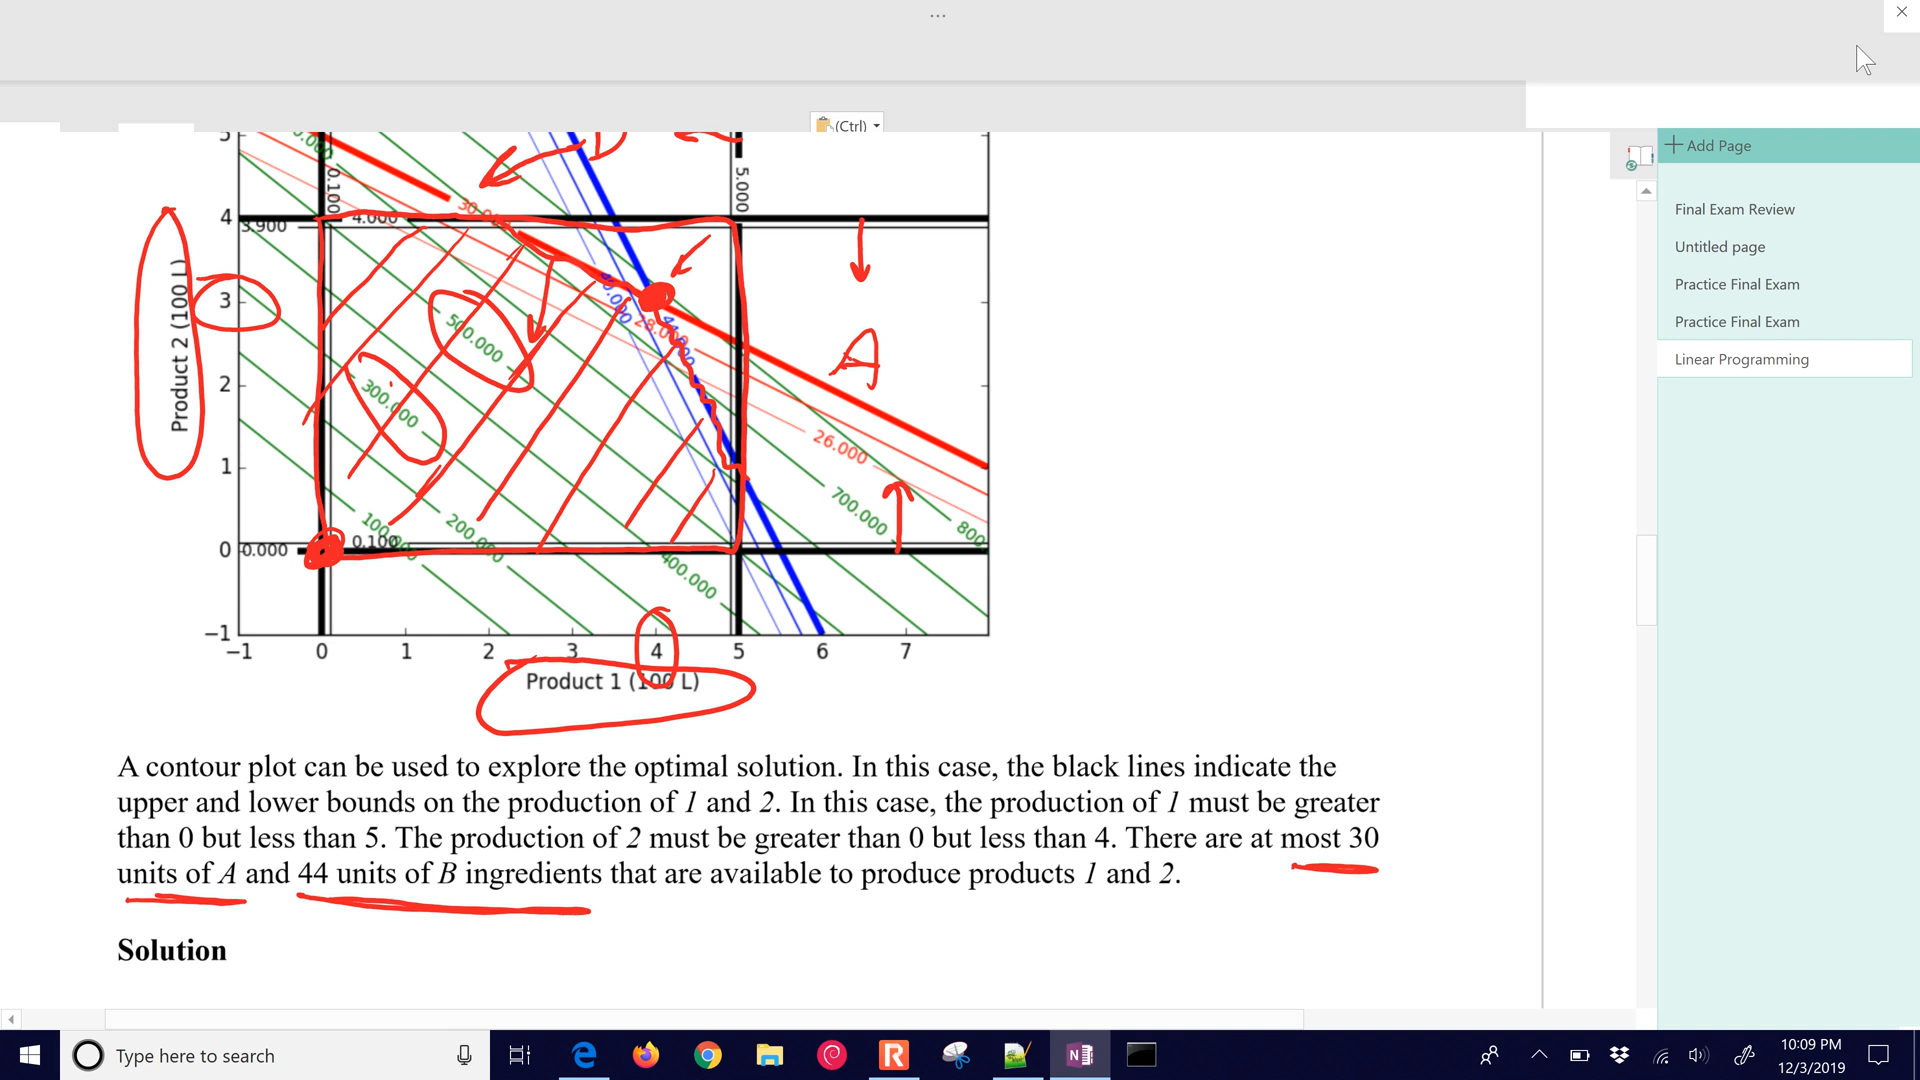 (Ctrl)
Add Page
Final Exam Review
Untitled page
Practice Final Exam
Practice Final Exam
Linear Programming
5
4
3
2
1
0
−1
0.100
5.000
4.000
3.900
0.000
0.100
500.000
300.000
200.000
400.000
700.000
26.000
A
Product 2 (100 L)
−1 0 1 2 3 4 5 6 7
Product 1 (100 L)
A contour plot can be used to explore the optimal solution. In this case, the black lines indicate the
upper and lower bounds on the production of 1 and 2. In this case, the production of 1 must be greater
than 0 but less than 5. The production of 2 must be greater than 0 but less than 4. There are at most 30
units of A and 44 units of B ingredients that are available to produce products 1 and 2.
Solution
Type here to search
10:09 PM
12/3/2019